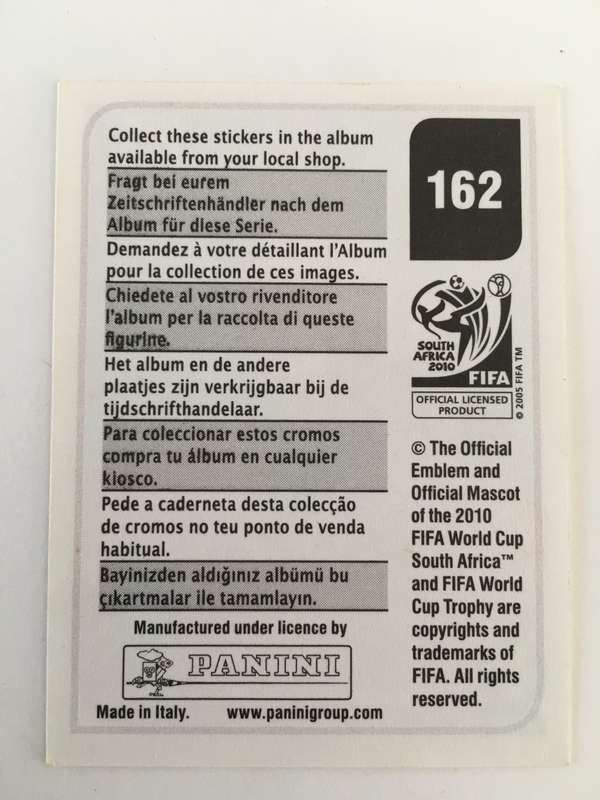 Collect these stickers in the album
available from your local shop.
Fragt bei eurem
Zeitschriftenhändler nach dem
Album für diese Serie.
Demandez à votre détaillant l'Album
pour la collection de ces images.
Chiedete al vostro rivenditore
l'album per la raccolta di queste
figurine.
Het album en de andere
plaatjes zijn verkrijgbaar bij de
tijdschrifthandelaar.
Para coleccionar estos cromos
compra tu álbum en cualquier
kiosco.
Pede a caderneta desta colecção
de cromos no teu ponto de venda
habitual.
Bayinizden aldığınız albümü bu
çıkartmalar ile tamamlayın.
Manufactured under licence by
PANINI
Made in Italy. www.paninigroup.com
162
SOUTH
AFRICA
2010
FIFA
OFFICIAL LICENSED
PRODUCT
© 2005 FIFA TM
© The Official
Emblem and
Official Mascot
of the 2010
FIFA World Cup
South Africa™
and FIFA World
Cup Trophy are
copyrights and
trademarks of
FIFA. All rights
reserved.